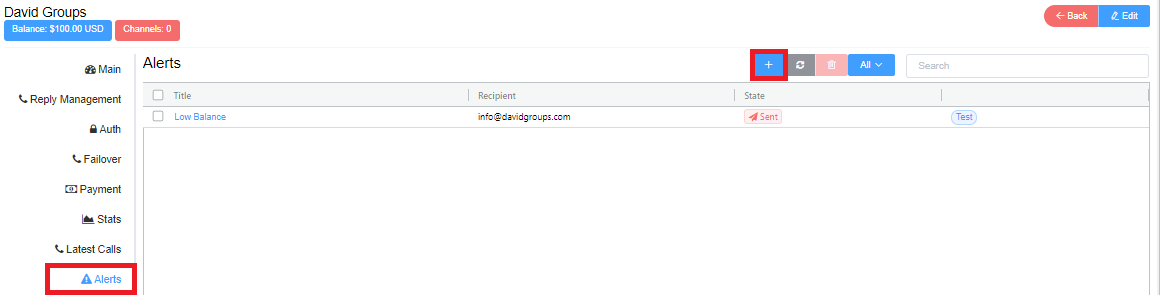 David Groups
Balance: $100.00 USD Channels: 0
Back Edit
Main
Reply Management
Auth
Failover
Payment
Stats
Latest Calls
Alerts
Alerts
+ All Search
Title Recipient State
Low Balance info@davidgroups.com Sent Test